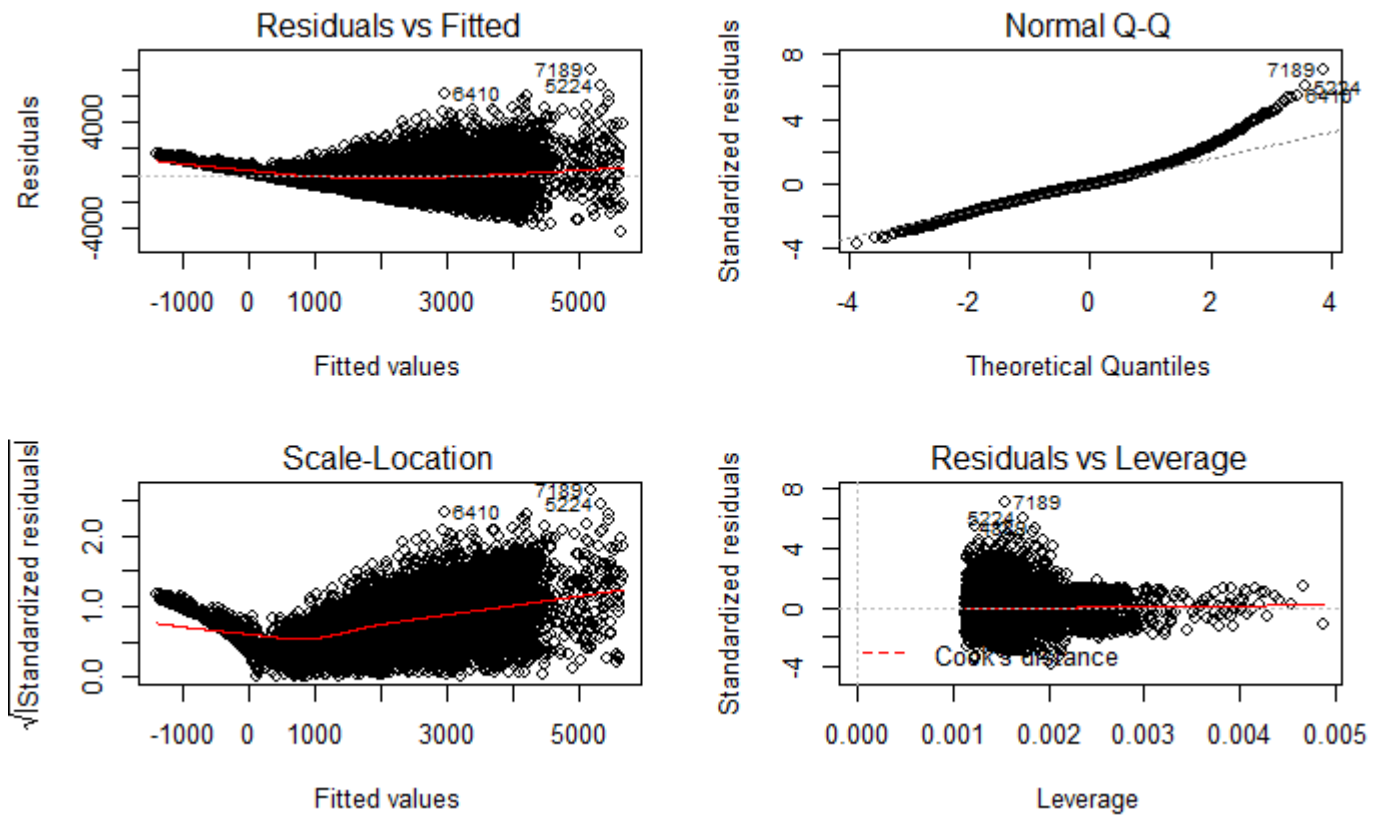 Residuals vs Fitted
Residuals
4000
-4000
7189
5224
6410
-1000 0 1000 3000 5000
Fitted values
Normal Q-Q
Standardized residuals
8
4
0
-4
7189
5224
6410
-4 -2 0 2 4
Theoretical Quantiles
Scale-Location
√|Standardized residuals|
2.0
1.0
0.0
7189
5224
6410
-1000 0 1000 3000 5000
Fitted values
Residuals vs Leverage
Standardized residuals
8
4
0
-4
7189
5224
Cook's distance
0.000 0.001 0.002 0.003 0.004 0.005
Leverage